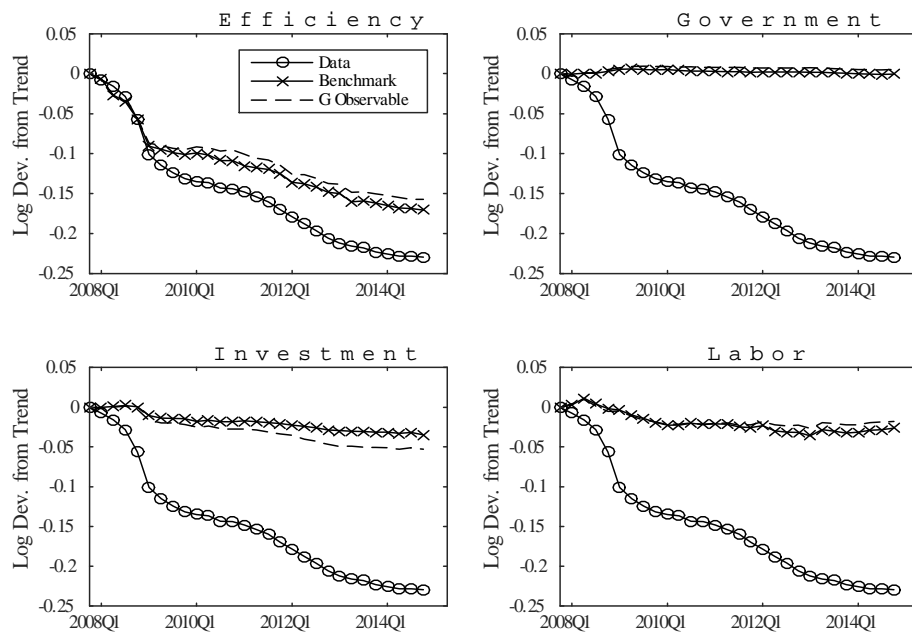 Efficiency
0.05
0
-0.05
-0.1
-0.15
-0.2
-0.25
Log Dev. from Trend
Data
Benchmark
G Observable
2008Q1 2010Q1 2012Q1 2014Q1
Government
0.05
0
-0.05
-0.1
-0.15
-0.2
-0.25
Log Dev. from Trend
2008Q1 2010Q1 2012Q1 2014Q1
Investment
0.05
0
-0.05
-0.1
-0.15
-0.2
-0.25
Log Dev. from Trend
2008Q1 2010Q1 2012Q1 2014Q1
Labor
0.05
0
-0.05
-0.1
-0.15
-0.2
-0.25
Log Dev. from Trend
2008Q1 2010Q1 2012Q1 2014Q1